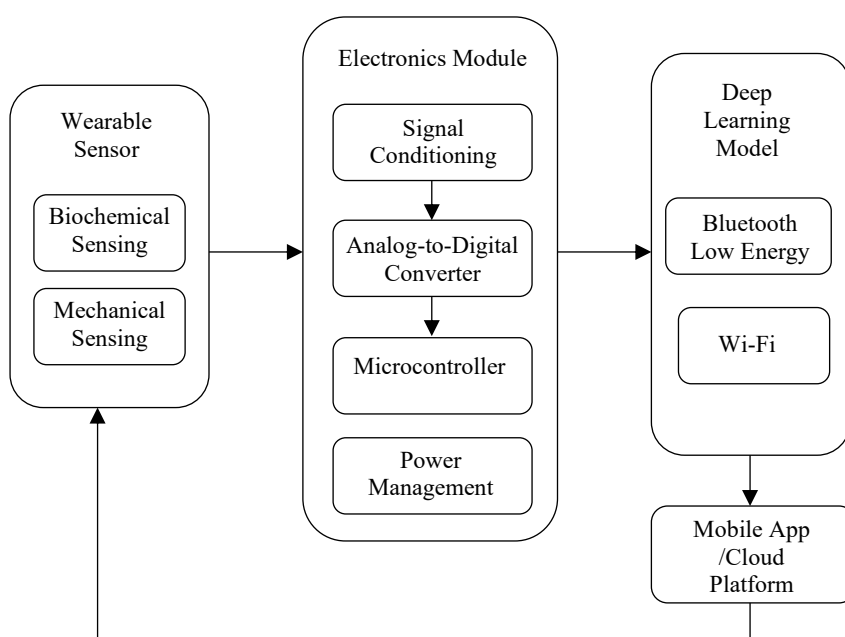 Wearable
Sensor
Biochemical
Sensing
Mechanical
Sensing
Electronics Module
Signal
Conditioning
Analog-to-Digital
Converter
Microcontroller
Power
Management
Deep
Learning
Model
Bluetooth
Low Energy
Wi-Fi
Mobile App
/Cloud
Platform